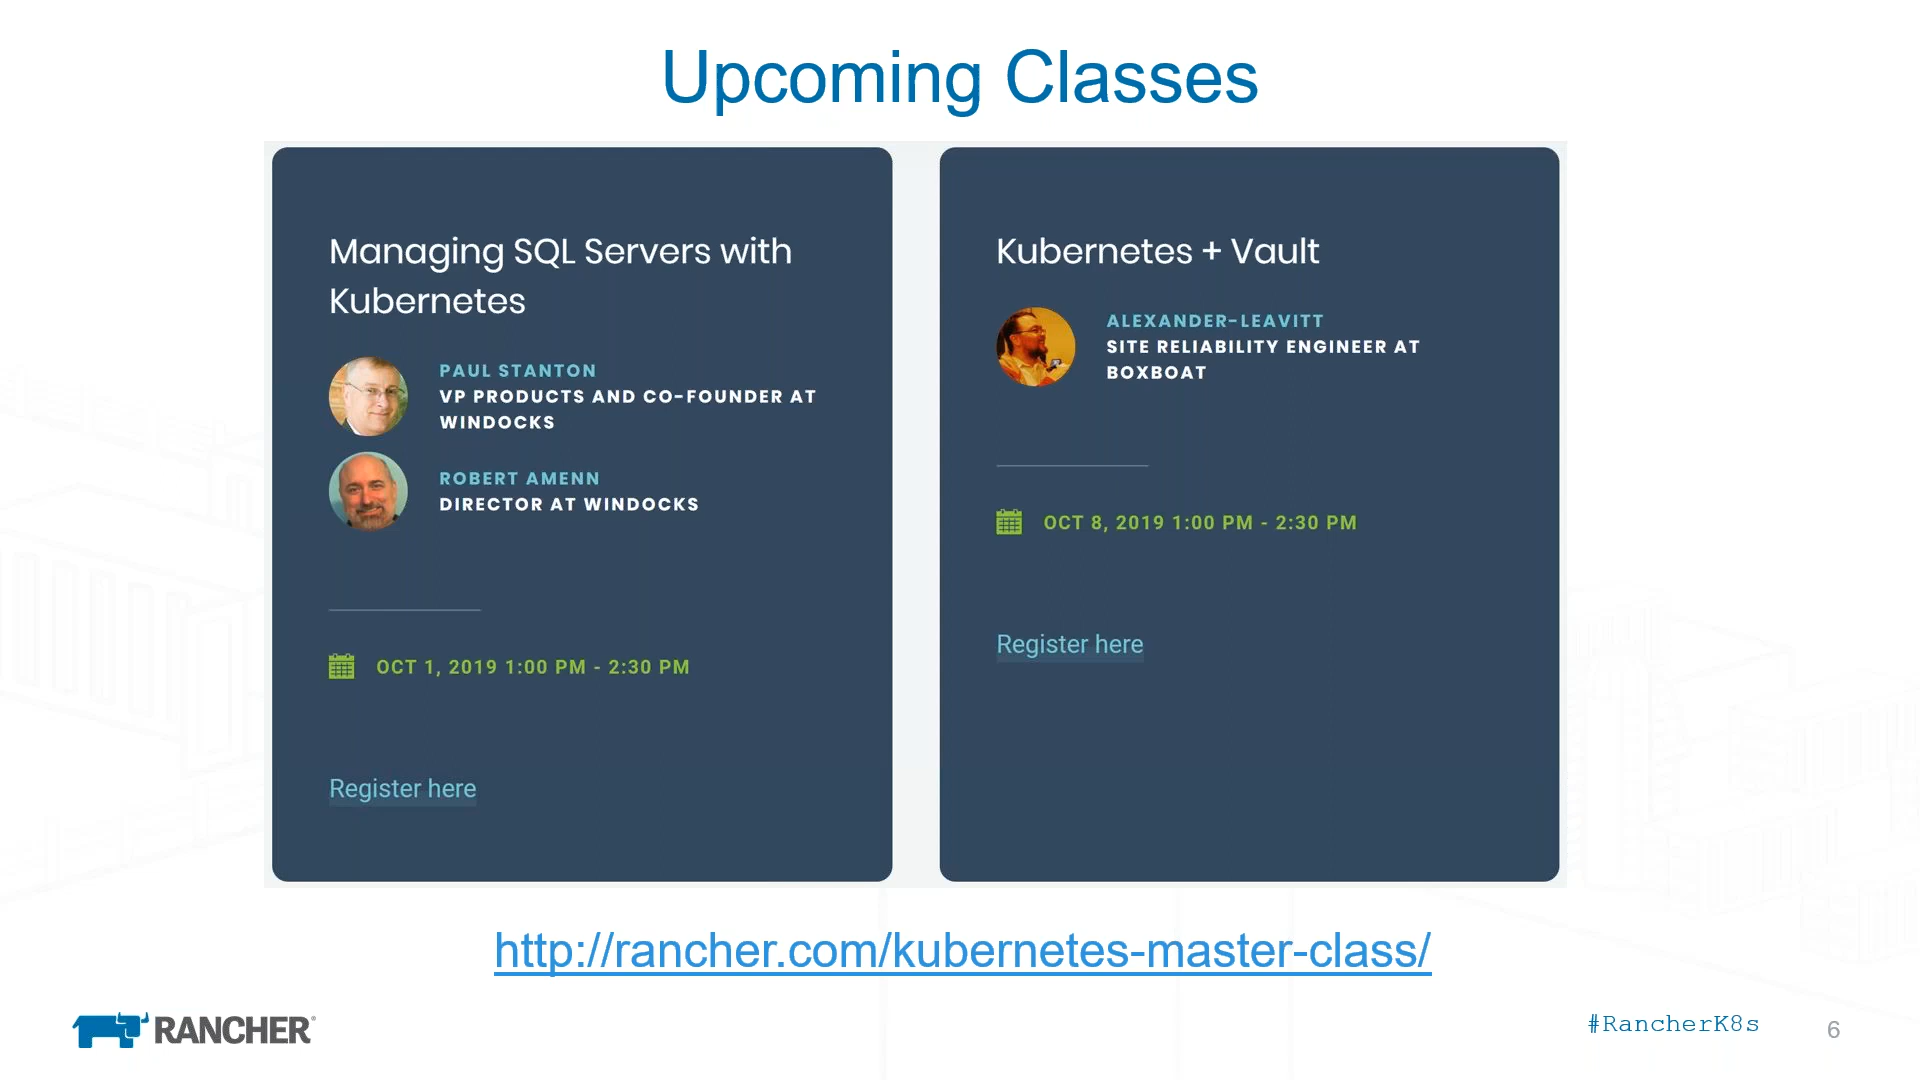 Upcoming Classes
Managing SQL Servers with
Kubernetes
PAUL STANTON
VP PRODUCTS AND CO-FOUNDER AT
WINDOCKS
ROBERT AMENN
DIRECTOR AT WINDOCKS
OCT 1, 2019 1:00 PM - 2:30 PM
Register here
Kubernetes + Vault
ALEXANDER-LEAVITT
SITE RELIABILITY ENGINEER AT
BOXBOAT
OCT 8, 2019 1:00 PM - 2:30 PM
Register here
http://rancher.com/kubernetes-master-class/
RANCHER®
#RancherK8s
6